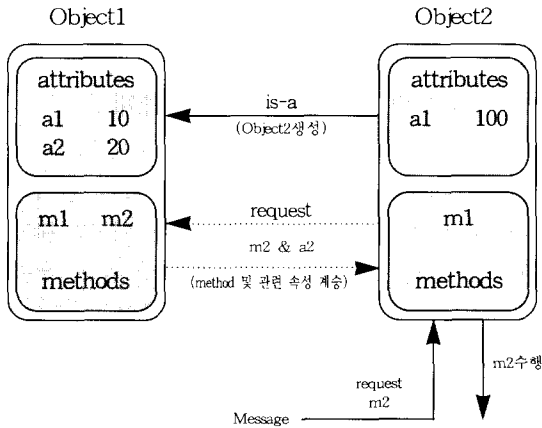 Object1
Object2
attributes
a1 10
a2 20
m1 m2
methods
is-a
(Object2생성)
request
m2 & a2
(method 및 관련 속성 계승)
attributes
a1 100
m1
methods
request
m2
Message
m2수행